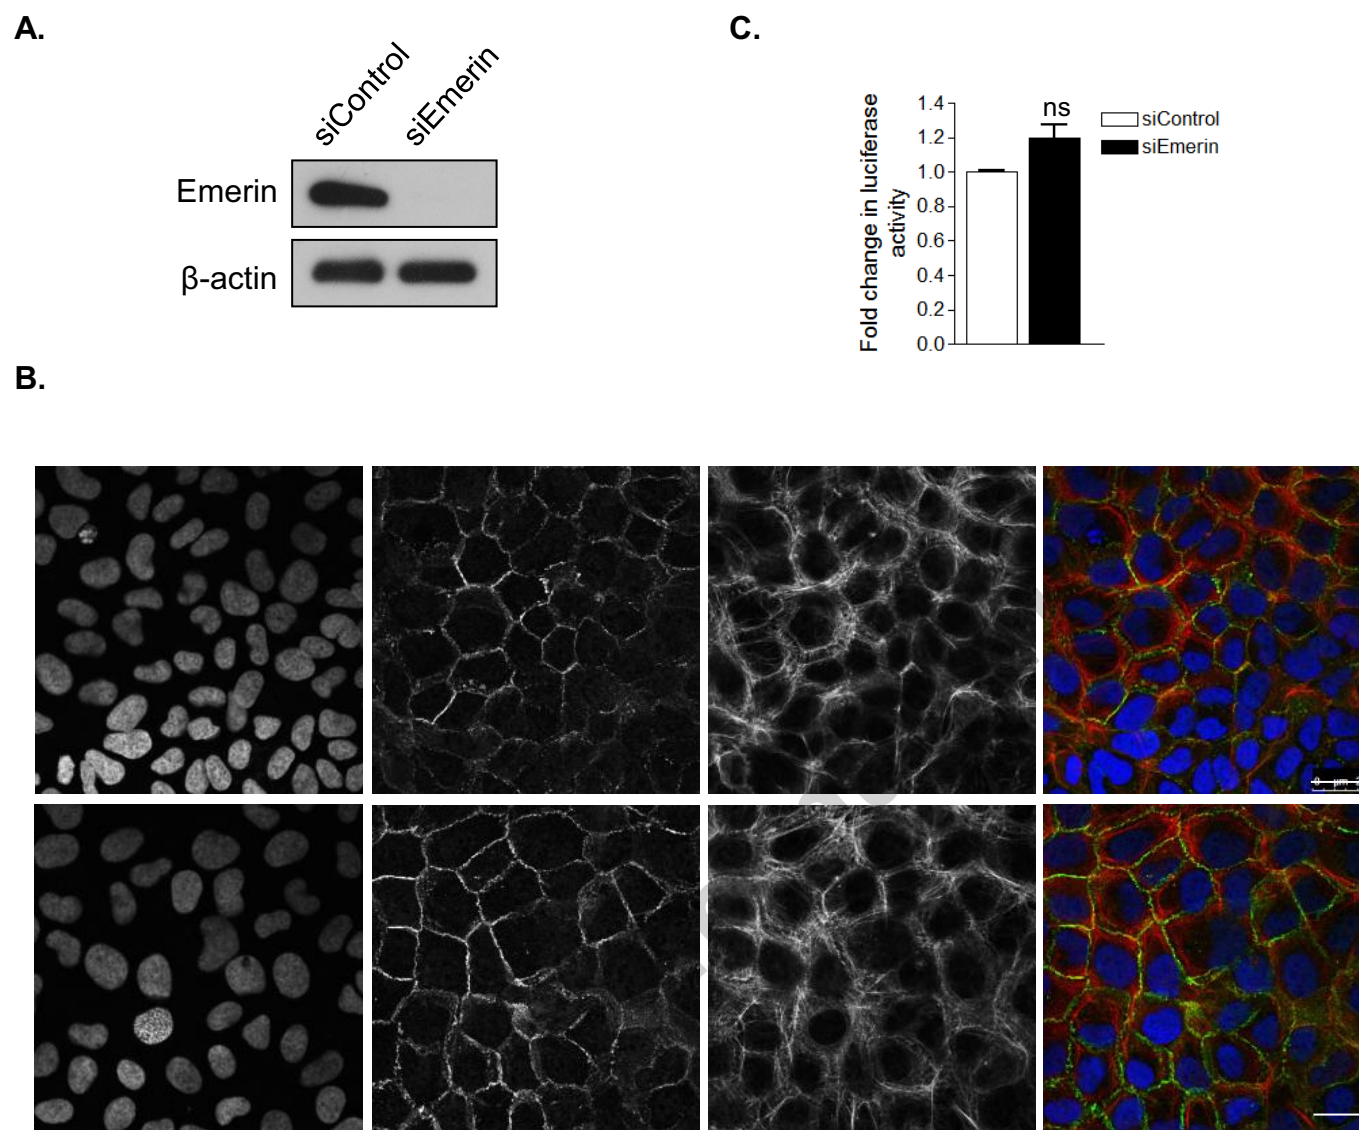 A.
siControl
siEmerin
Emerin
β-actin
C.
Fold change in luciferase
activity
1.4
1.2
1.0
0.8
0.6
0.4
0.2
0.0
ns
siControl
siEmerin
B.